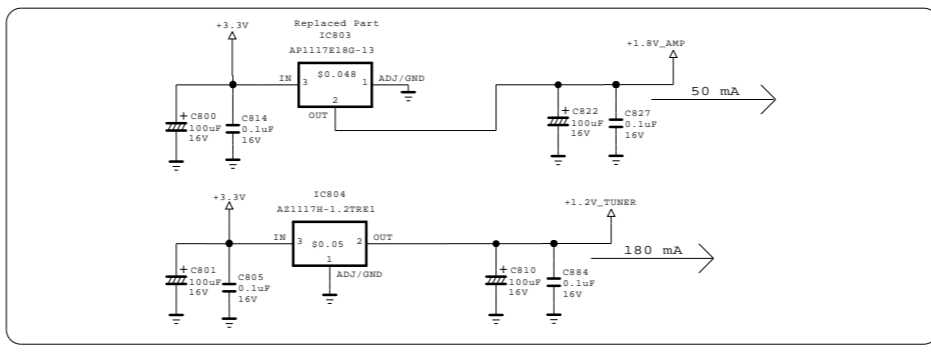 Replaced Part
IC803
AP1117E18G-13
+3.3V
+1.8V_AMP
IN 3 $0.048 1 ADJ/GND
2
OUT
50 mA
+ C800
100uF
16V
C814
0.1uF
16V
+ C822
100uF
16V
C827
0.1uF
16V
IC804
AZ1117H-1.2TRE1
+3.3V
+1.2V_TUNER
IN 3 $0.05 2 OUT
1
ADJ/GND
180 mA
+ C801
100uF
16V
C805
0.1uF
16V
+ C810
100uF
16V
C884
0.1uF
16V